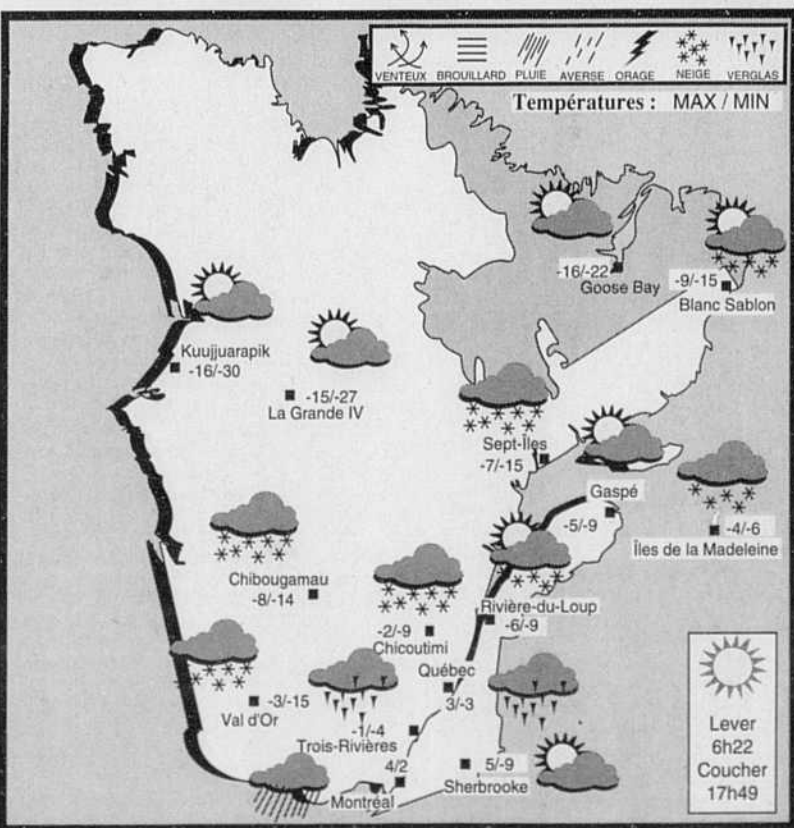 VENTEUX BROUILLARD PLUIE AVERSE ORAGE NEIGE VERGLAS
Températures : MAX / MIN
-16/-22
Goose Bay
-9/-15
Blanc Sablon
Kuujjuarapik
-16/-30
-15/-27
La Grande IV
Sept-Îles
-7/-15
Gaspé
-5/-9
-4/-6
Îles de la Madeleine
Chibougamau
-8/-14
Rivière-du-Loup
-6/-9
-2/-9
Chicoutimi
Québec
3/-3
-3/-15
Val d'Or
-1/-4
Trois-Rivières
4/2
Montréal
5/-9
Sherbrooke
Lever
6h22
Coucher
17h49